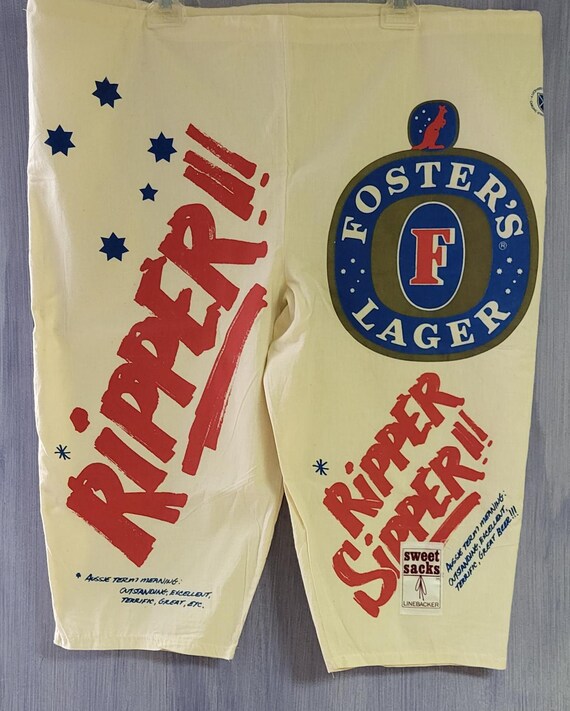 RIPPER!!!
* AUSSIE TERM MEANING:
OUTSTANDING, EXCELLENT,
TERRIFIC, GREAT, ETC.
FOSTER'S
F
®
LAGER
* RIPPER
SIPPER!!!
AUSSIE TERM MEANING:
OUTSTANDING, EXCELLENT,
TERRIFIC, GREAT BEER!!!
sweet
sacks
LINEBACKER